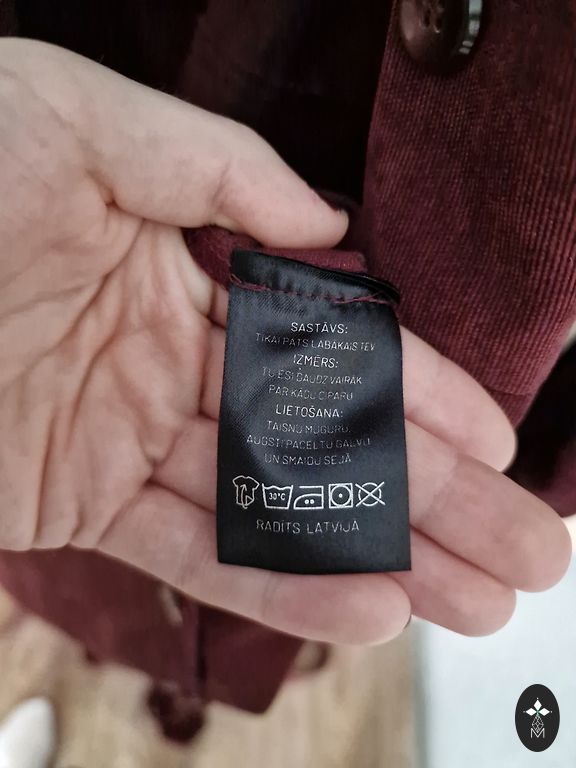 SASTĀVS:
TIKAI PATS LABĀKAIS TEV
IZMĒRS:
TU ESI DAUDZ VAIRĀK
PAR KĀDU CIPARU
LIETOŠANA:
TAISNU MUGURU,
AUGSTI PACELTU GALVU
UN SMAIDU SEJĀ
30°C
RADĪTS LATVIJĀ
M